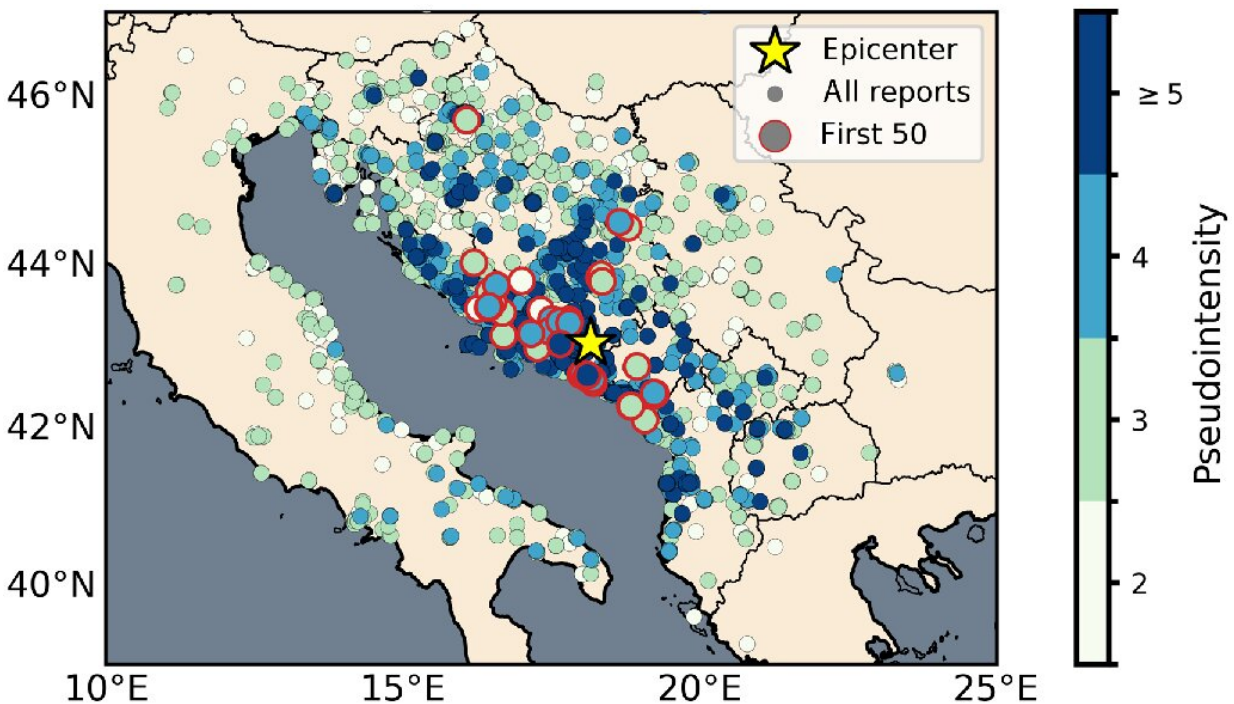 46°N
44°N
42°N
40°N
10°E
15°E
20°E
25°E
Epicenter
All reports
First 50
≥ 5
4
3
2
Pseudointensity